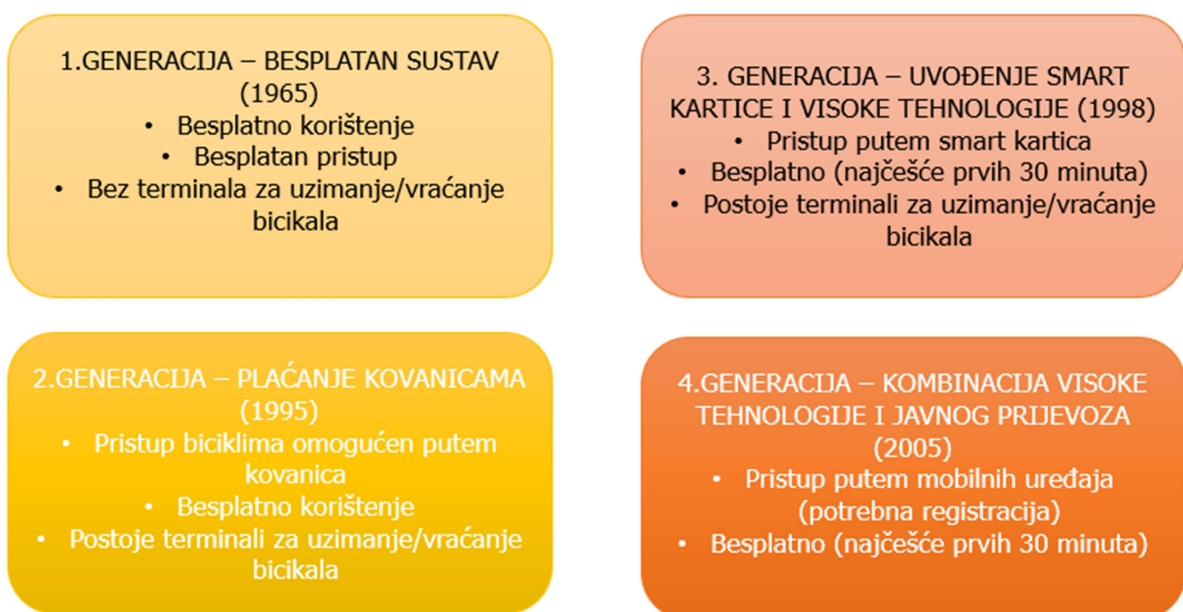 1.GENERACIJA – BESPLATAN SUSTAV
(1965)
• Besplatno korištenje
• Besplatan pristup
• Bez terminala za uzimanje/vraćanje
bicikala
2.GENERACIJA – PLAĆANJE KOVANICAMA
(1995)
• Pristup biciklima omogućen putem
kovanica
• Besplatno korištenje
• Postoje terminali za uzimanje/vraćanje
bicikala
3. GENERACIJA – UVOĐENJE SMART
KARTICE I VISOKE TEHNOLOGIJE (1998)
• Pristup putem smart kartica
• Besplatno (najčešće prvih 30 minuta)
• Postoje terminali za uzimanje/vraćanje
bicikala
4.GENERACIJA – KOMBINACIJA VISOKE
TEHNOLOGIJE I JAVNOG PRIJEVOZA
(2005)
• Pristup putem mobilnih uređaja
(potrebna registracija)
• Besplatno (najčešće prvih 30 minuta)